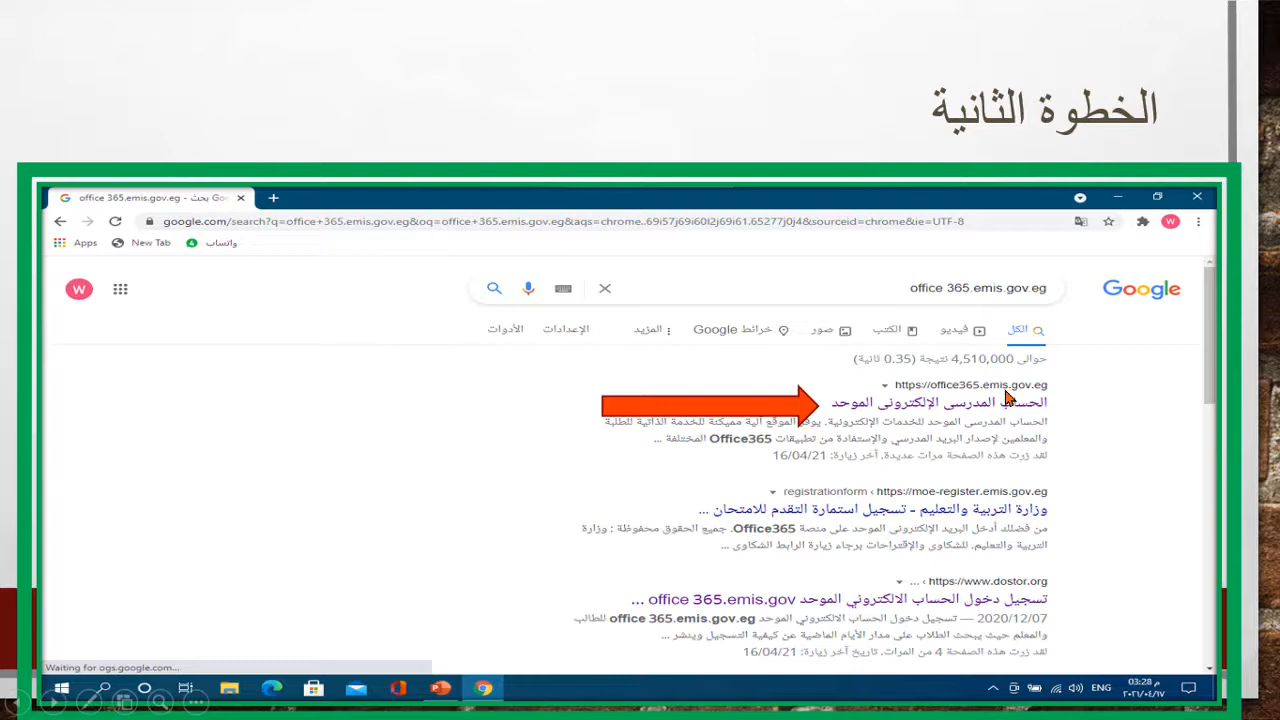 الخطوة الثانية
office 365.emis.gov.eg - بحث Goo
google.com/search?q=office+365.emis.gov.eg&oq=office+365.emis.gov.eg&aqs=chrome..69i57j69i60l2j69i61.65277j0j4&sourceid=chrome&ie=UTF-8
W
Apps New Tab 4 واتساب
W
office 365.emis.gov.eg
Google
الكل فيديو الكتب صور خرائط Google المزيد الإعدادات الأدوات
حوالى 4,510,000 نتيجة (0.35 ثانية)
https://office365.emis.gov.eg
الحساب المدرسى الإلكترونى الموحد
الحساب المدرسى الموحد للخدمات الإلكترونية. يوفر الموقع آلية مميكنة للخدمة الذاتية للطلبة
والمعلمين لإصدار البريد المدرسي والإستفادة من تطبيقات Office365 المختلفة ...
لقد زرت هذه الصفحة مرات عديدة. آخر زيارة: 16/04/21
https://moe-register.emis.gov.eg › registrationform
وزارة التربية والتعليم - تسجيل استمارة التقدم للامتحان ...
من فضلك أدخل البريد الإلكترونى الموحد على منصة Office365. جميع الحقوق محفوظة : وزارة
التربية والتعليم. للشكاوى والإقتراحات برجاء زيارة الرابط الشكاوى ...
https://www.dostor.org › ...
تسجيل دخول الحساب الالكتروني الموحد office 365.emis.gov ...
2020/12/07 — تسجيل دخول الحساب الالكتروني الموحد office 365.emis.gov.eg للطالب
والمعلم حيث يبحث الطلاب على مدار الأيام الماضية عن كيفية التسجيل وينشر ...
لقد زرت هذه الصفحة 4 من المرات. تاريخ آخر زيارة: 16/04/21
Waiting for ogs.google.com...
ENG
03:28 م
٢٠٢١/٠٤/١٧